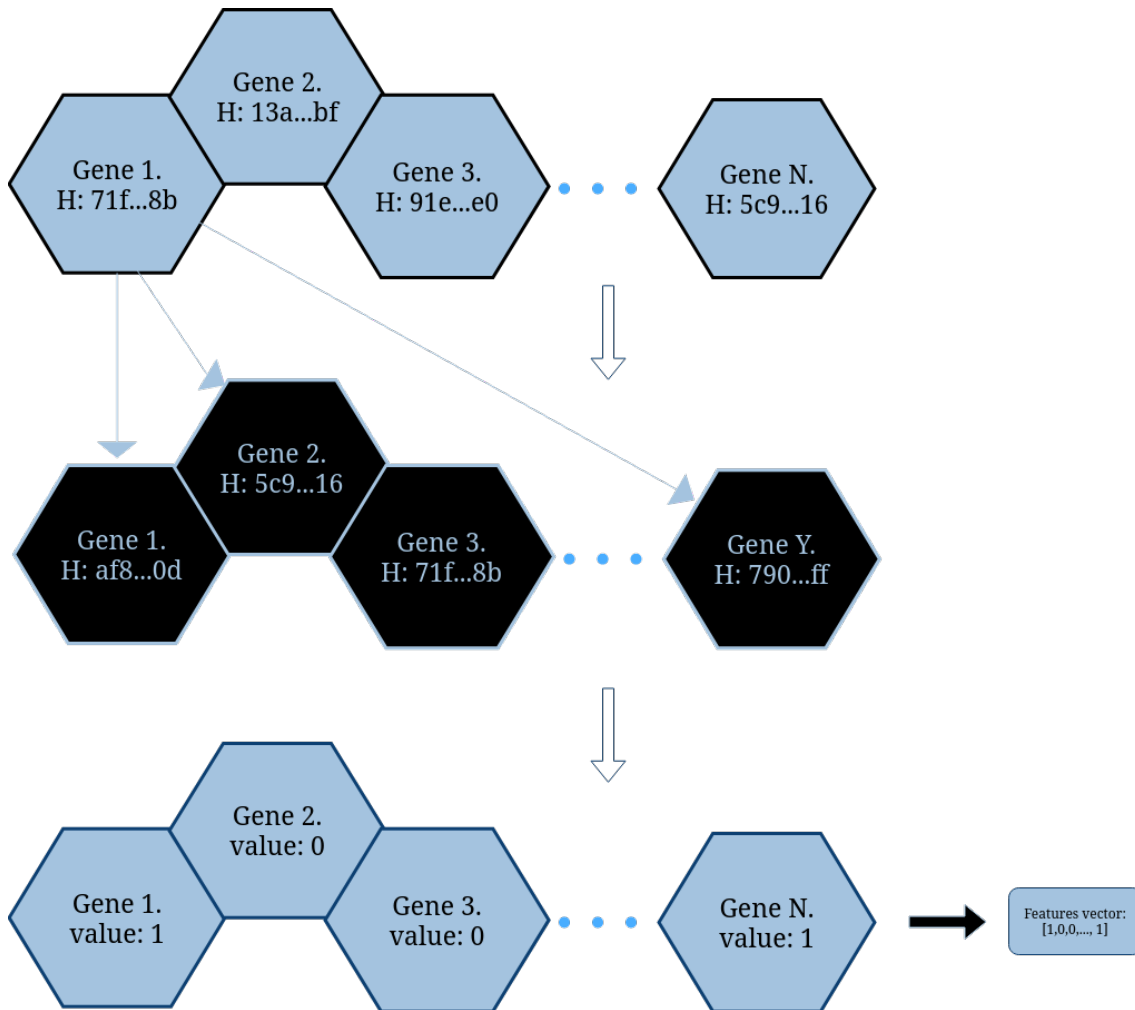 Gene 1.
H: 71f...8b
Gene 2.
H: 13a...bf
Gene 3.
H: 91e...e0
Gene N.
H: 5c9...16
Gene 1.
H: af8...0d
Gene 2.
H: 5c9...16
Gene 3.
H: 71f...8b
Gene Y.
H: 790...ff
Gene 1.
value: 1
Gene 2.
value: 0
Gene 3.
value: 0
Gene N.
value: 1
Features vector:
[1,0,0,..., 1]